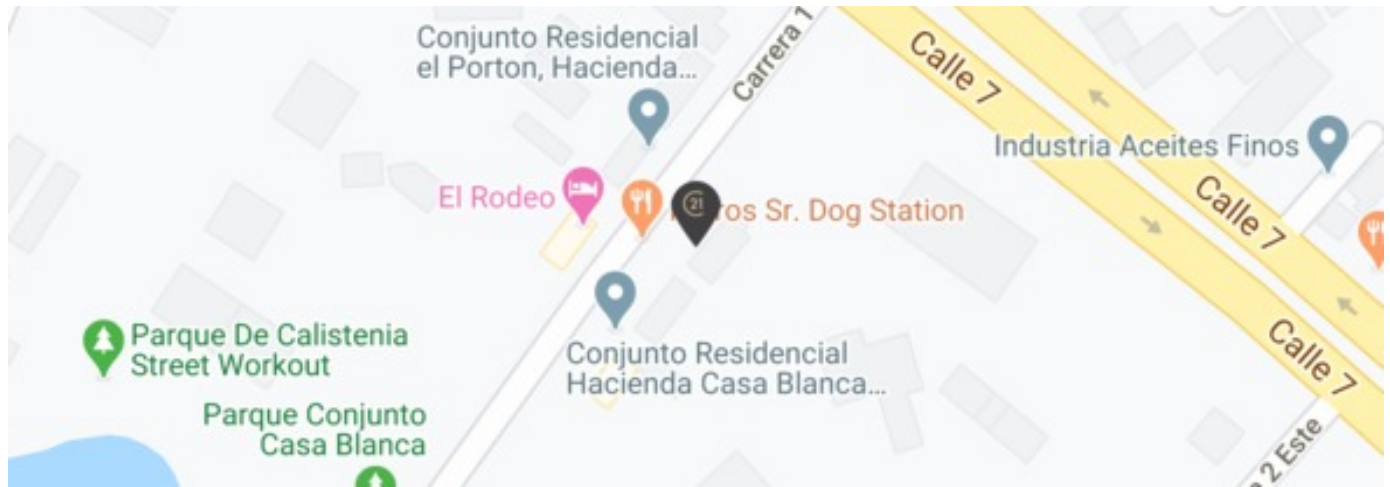 Conjunto Residencial
el Porton, Hacienda...
Carrera 1
Calle 7
Industria Aceites Finos
El Rodeo
21
Sr. Dog Station
Calle 7
Parque De Calistenia
Street Workout
Conjunto Residencial
Hacienda Casa Blanca...
Calle 7
Parque Conjunto
Casa Blanca
2 Este